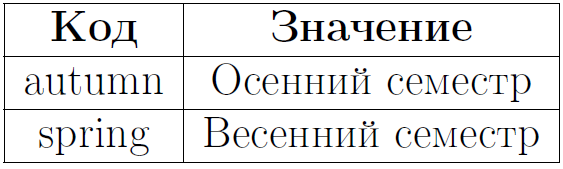 Код Значение
autumn Осенний семестр
spring Весенний семестр